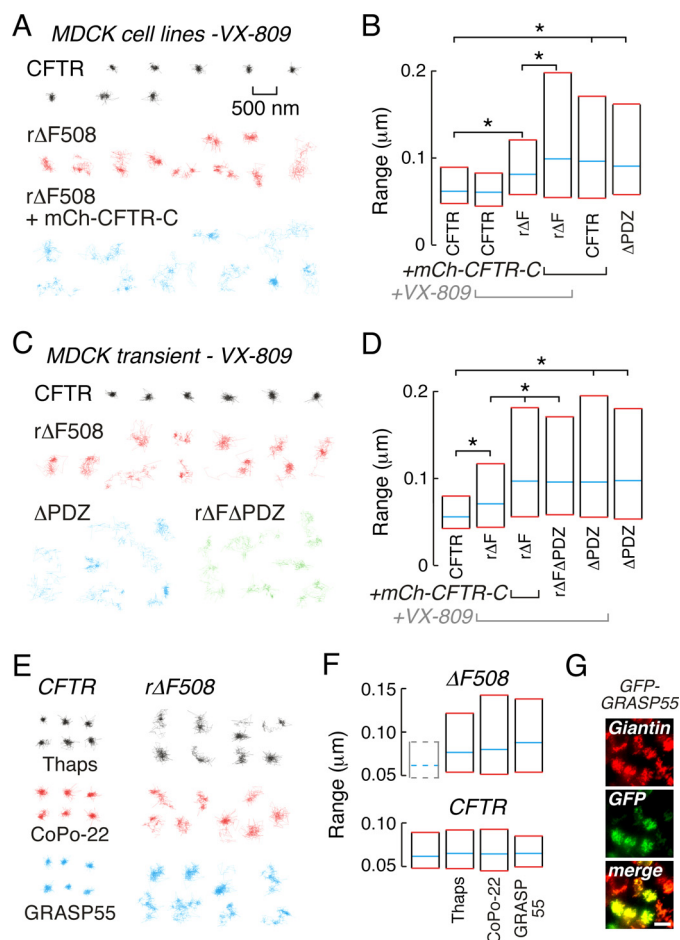 A
MDCK cell lines -VX-809
CFTR
500 nm
rΔF508
rΔF508
+ mCh-CFTR-C
B
*
*
*
0.2
0.1
0
Range (μm)
CFTR
CFTR
rΔF
rΔF
CFTR
ΔPDZ
+mCh-CFTR-C
+VX-809
C
MDCK transient - VX-809
CFTR
rΔF508
ΔPDZ
rΔFΔPDZ
D
*
*
*
0.2
0.1
0
Range (μm)
CFTR
rΔF
rΔF
rΔFΔPDZ
ΔPDZ
ΔPDZ
+mCh-CFTR-C
+VX-809
E
CFTR
rΔF508
Thaps
CoPo-22
GRASP55
F
ΔF508
0.15
0.10
0.05
Range (μm)
CFTR
0.10
0.05
Thaps
CoPo-22
GRASP
55
G
GFP-
GRASP55
Giantin
GFP
merge